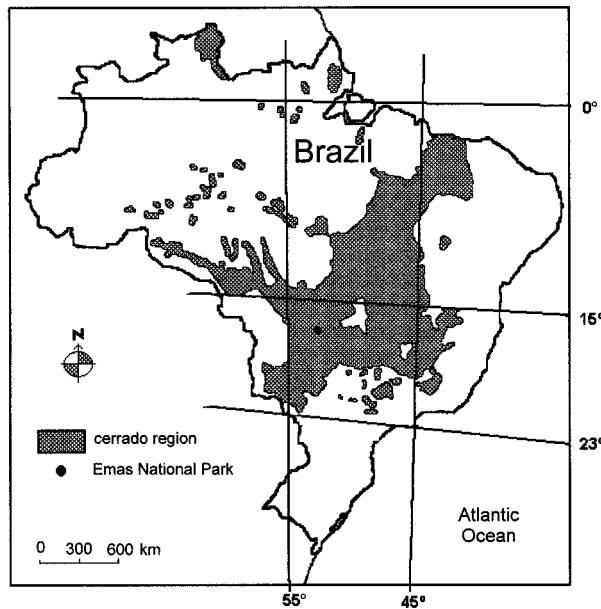 0°
Brazil
15°
N
cerrado region
23°
Emas National Park
Atlantic
Ocean
0 300 600 km
55° 45°